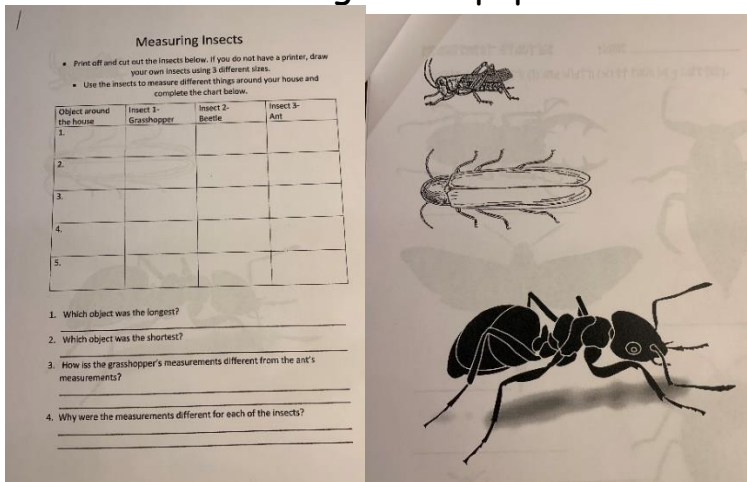 Measuring Insects
• Print off and cut out the insects below. If you do not have a printer, draw
your own insects using 3 different sizes.
• Use the insects to measure different things around your house and
complete the chart below.
Object around
the house
Insect 1-
Grasshopper
Insect 2-
Beetle
Insect 3-
Ant
1.
2.
3.
4.
5.
1. Which object was the longest?
2. Which object was the shortest?
3. How iss the grasshopper's measurements different from the ant's
measurements?
4. Why were the measurements different for each of the insects?